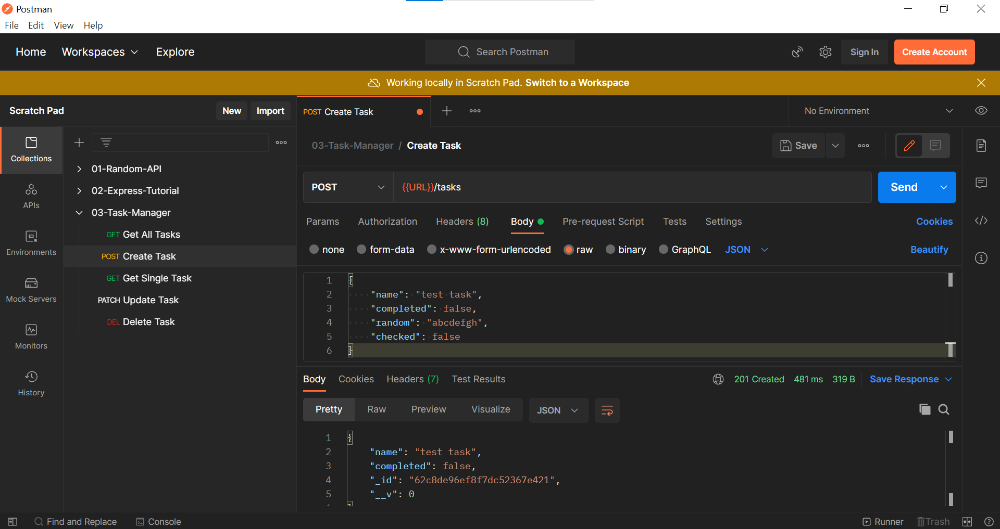 Postman
File Edit View Help
Home Workspaces Explore Search Postman Sign In Create Account
Working locally in Scratch Pad. Switch to a Workspace
Scratch Pad New Import
POST Create Task No Environment
03-Task-Manager / Create Task Save
Collections
APIs
Environments
Mock Servers
Monitors
History
01-Random-API
02-Express-Tutorial
03-Task-Manager
GET Get All Tasks
POST Create Task
GET Get Single Task
PATCH Update Task
DEL Delete Task
POST {{URL}}/tasks Send
Params Authorization Headers (8) Body Pre-request Script Tests Settings Cookies
none form-data x-www-form-urlencoded raw binary GraphQL JSON Beautify
1 {
2 "name": "test task",
3 "completed": false,
4 "random": "abcdefgh",
5 "checked": false
6 }
Body Cookies Headers (7) Test Results 201 Created 481 ms 319 B Save Response
Pretty Raw Preview Visualize JSON
1 {
2 "name": "test task",
3 "completed": false,
4 "_id": "62c8de96ef8f7dc52367e421",
5 "__v": 0
Find and Replace Console Runner Trash